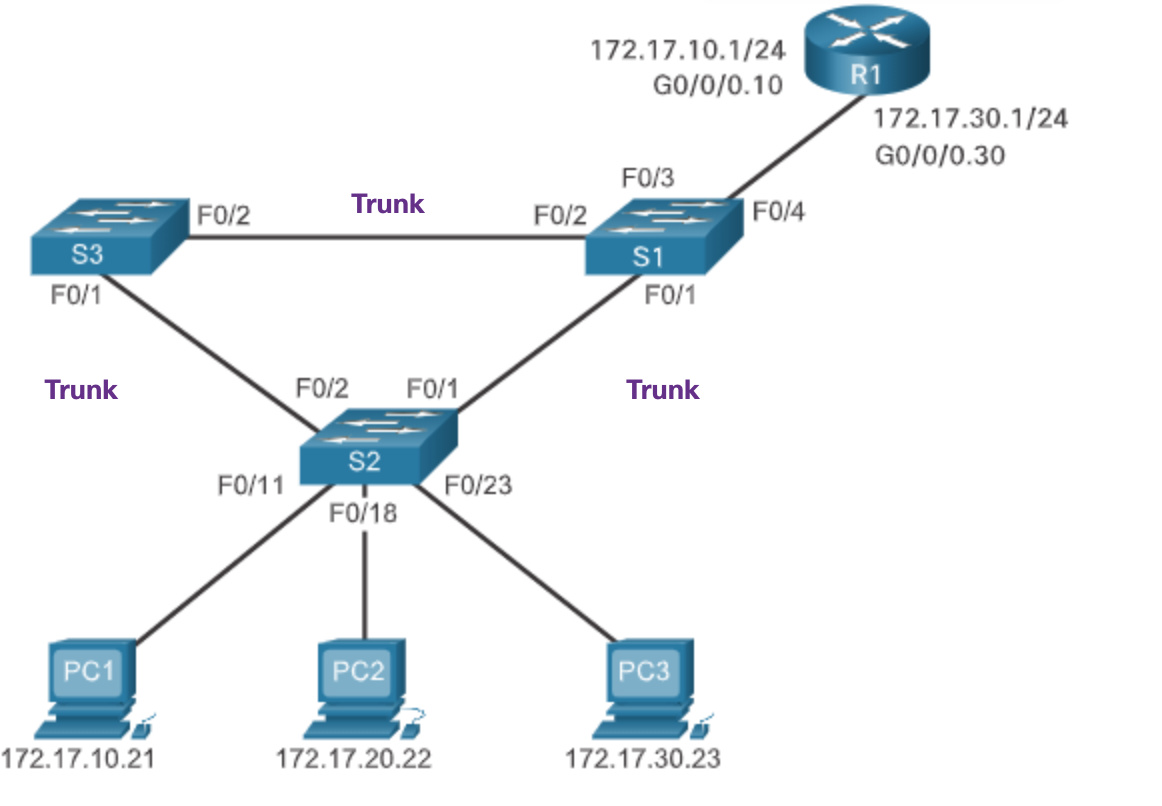 172.17.10.1/24
G0/0/0.10
R1
172.17.30.1/24
G0/0/0.30
F0/3
Trunk
F0/2
F0/2
F0/4
S3
S1
F0/1
F0/1
Trunk
F0/2
F0/1
Trunk
S2
F0/11
F0/23
F0/18
PC1
PC2
PC3
172.17.10.21
172.17.20.22
172.17.30.23